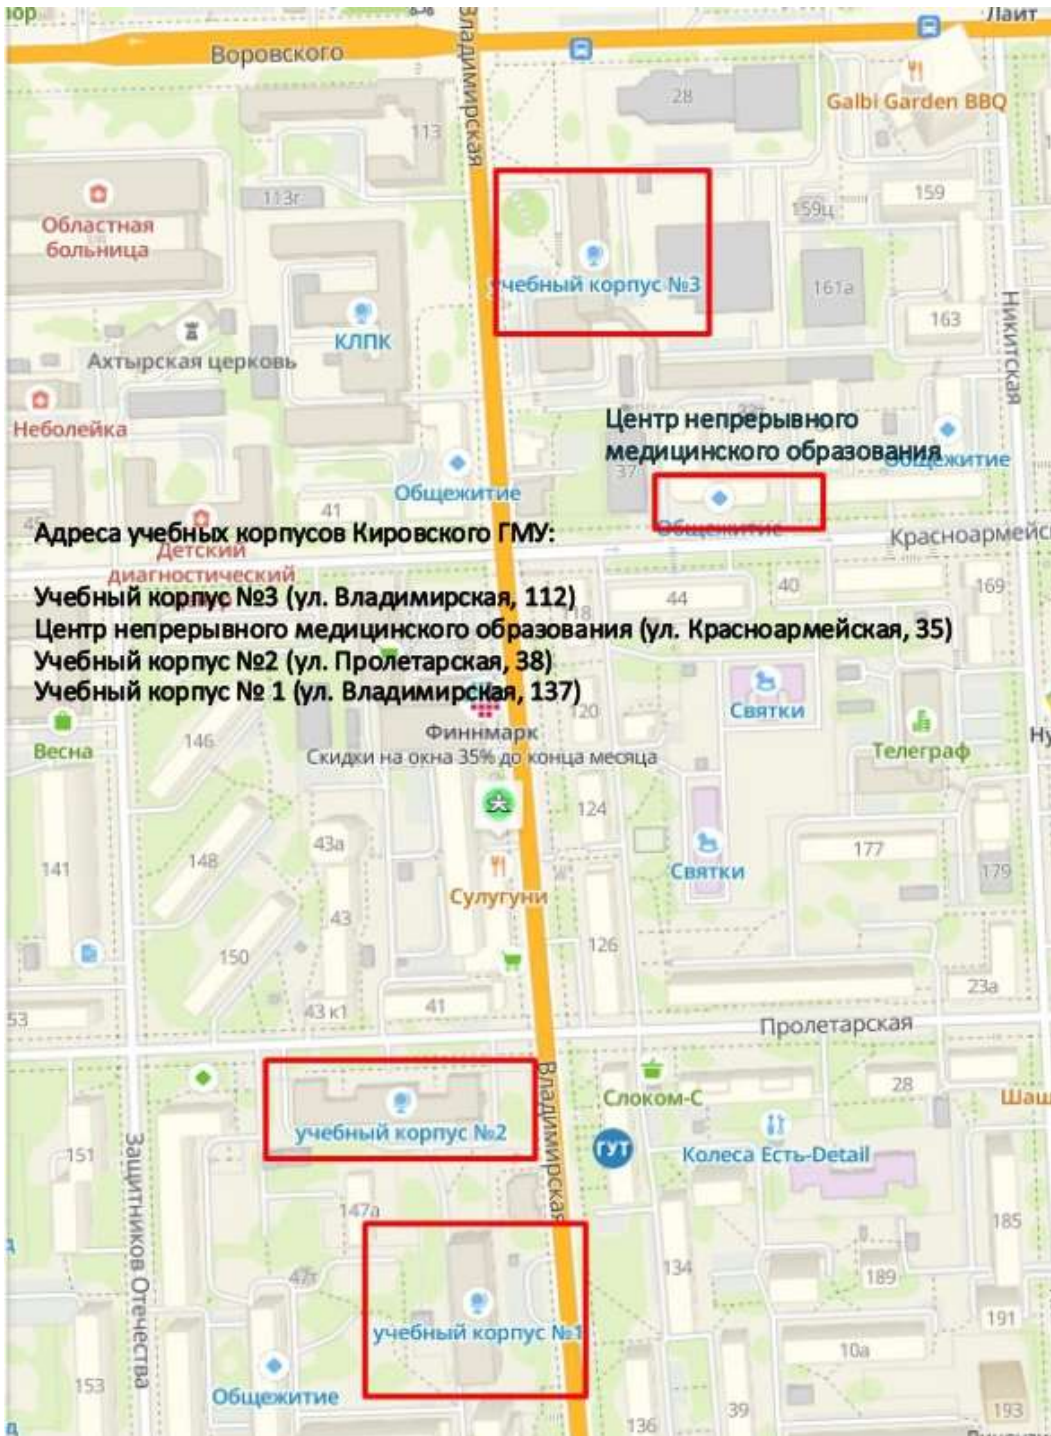 Лайт
Воровского
Владимирская
28
Galbi Garden BBQ
113
113г
159
159ц
Областная
больница
учебный корпус №3
161а
163
Никитская
КЛПК
Ахтырская церковь
Неболейка
Центр непрерывного
медицинского образования
Общежитие
37
Общежитие
41
Общежитие
Адреса учебных корпусов Кировского ГМУ:
Красноармейс
Детский
диагностический
40
169
44
Учебный корпус №3 (ул. Владимирская, 112)
Центр непрерывного медицинского образования (ул. Красноармейская, 35)
Учебный корпус №2 (ул. Пролетарская, 38)
Учебный корпус № 1 (ул. Владимирская, 137)
Святки
120
Финнмарк
Скидки на окна 35% до конца месяца
Весна
146
Телеграф
124
43а
148
141
177
179
Святки
Сулугуни
43
150
126
23а
43 к1
41
53
Пролетарская
Владимирская
28
Слоком-С
Шаш
учебный корпус №2
ГУТ
Колеса Есть-Detail
151
Защитников Отечества
147а
185
134
189
47г
191
учебный корпус №1
10а
153
Общежитие
39
136
193